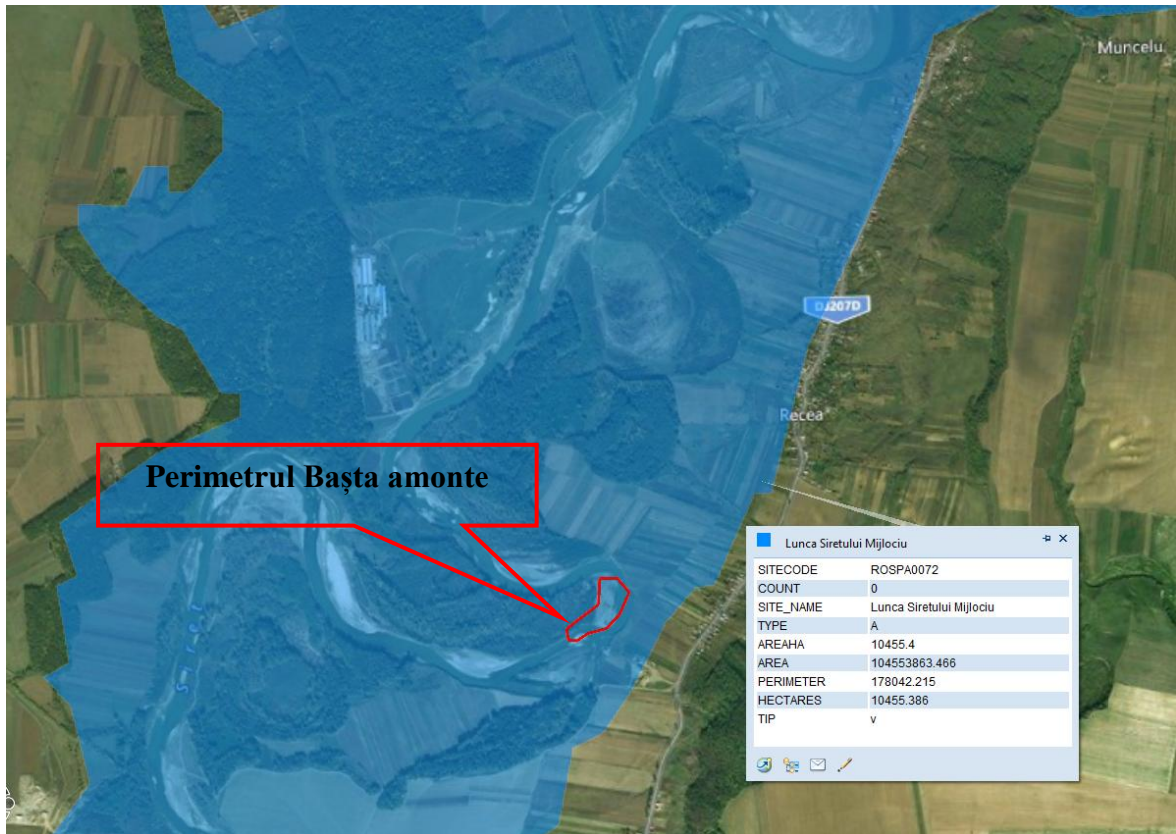 Muncelu
DJ207D
Recea
Perimetrul Bașta amonte
Siret
Lunca Siretului Mijlociu
SITECODE ROSPA0072
COUNT 0
SITE_NAME Lunca Siretului Mijlociu
TYPE A
AREAHA 10455.4
AREA 104553863.466
PERIMETER 178042.215
HECTARES 10455.386
TIP v